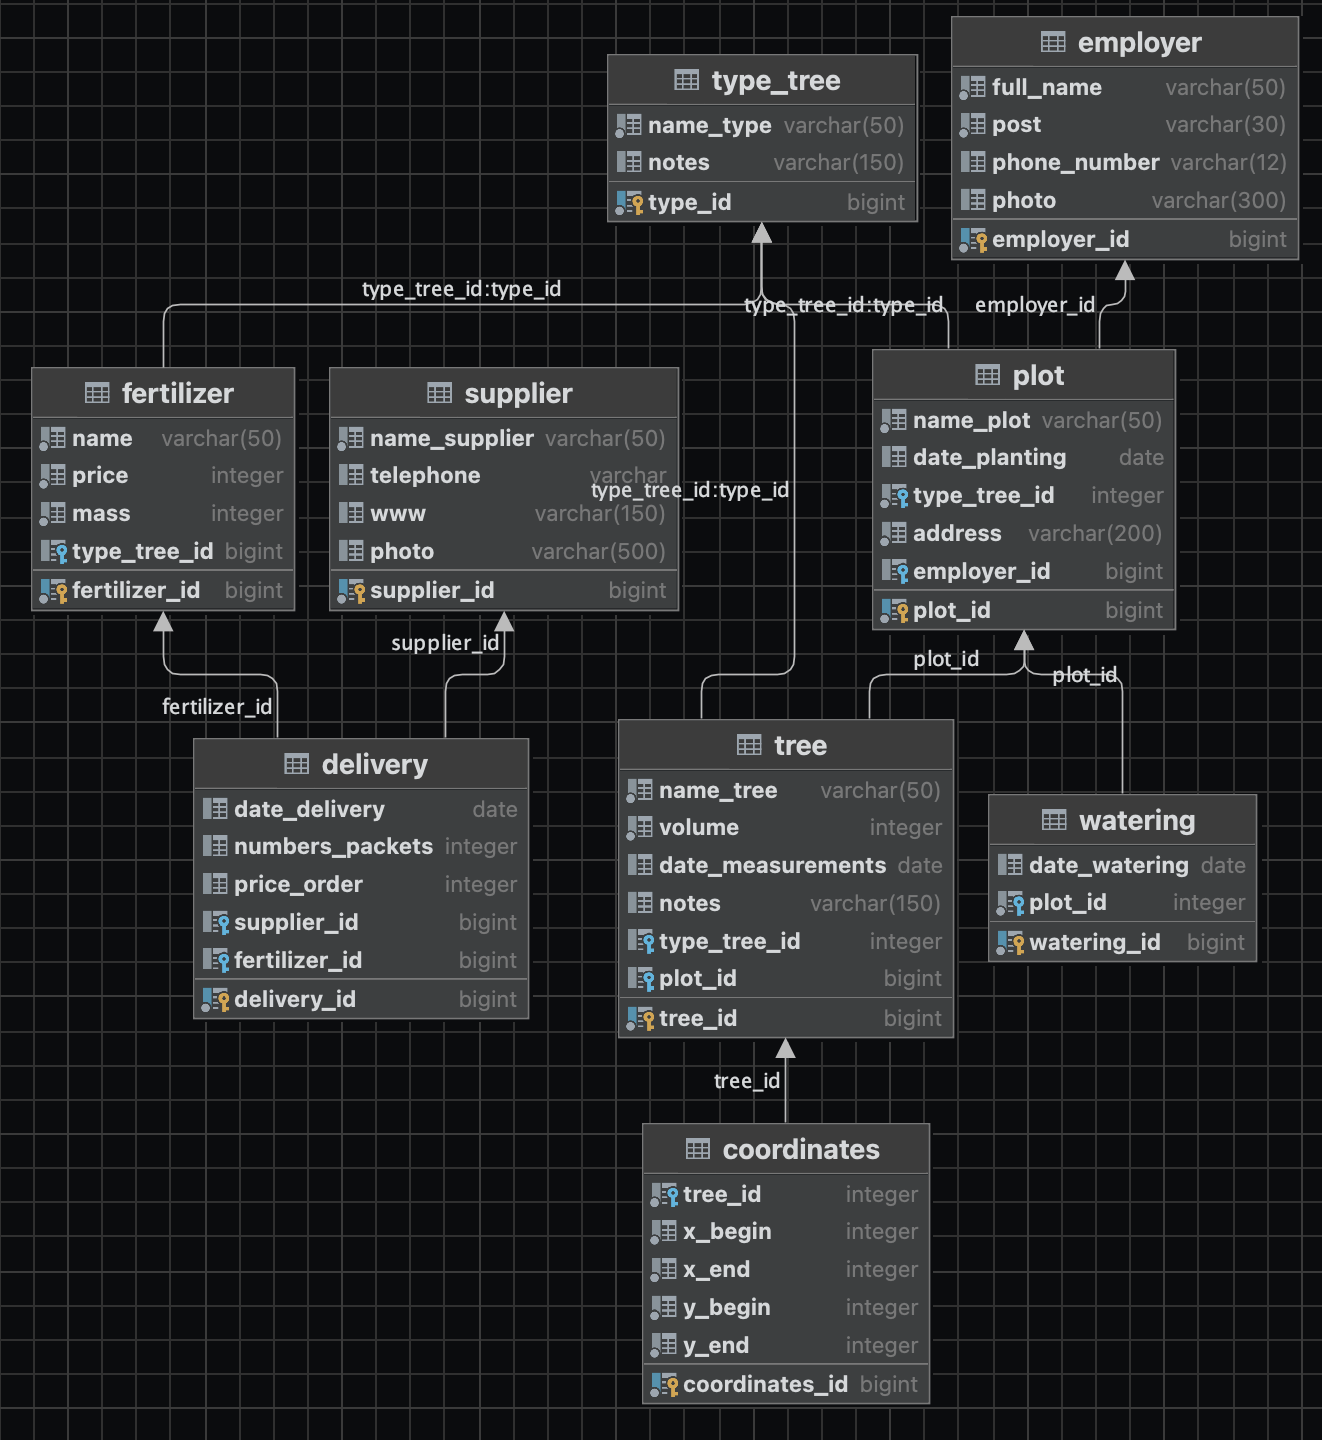 employer
full_name varchar(50)
post varchar(30)
phone_number varchar(12)
photo varchar(300)
employer_id bigint
type_tree
name_type varchar(50)
notes varchar(150)
type_id bigint
type_tree_id:type_id
type_tree_id:type_id
employer_id
fertilizer
name varchar(50)
price integer
mass integer
type_tree_id bigint
fertilizer_id bigint
supplier
name_supplier varchar(50)
telephone varchar
www varchar(150)
photo varchar(500)
supplier_id bigint
type_tree_id:type_id
plot
name_plot varchar(50)
date_planting date
type_tree_id integer
address varchar(200)
employer_id bigint
plot_id bigint
supplier_id
fertilizer_id
plot_id
plot_id
delivery
date_delivery date
numbers_packets integer
price_order integer
supplier_id bigint
fertilizer_id bigint
delivery_id bigint
tree
name_tree varchar(50)
volume integer
date_measurements date
notes varchar(150)
type_tree_id integer
plot_id bigint
tree_id bigint
watering
date_watering date
plot_id integer
watering_id bigint
tree_id
coordinates
tree_id integer
x_begin integer
x_end integer
y_begin integer
y_end integer
coordinates_id bigint